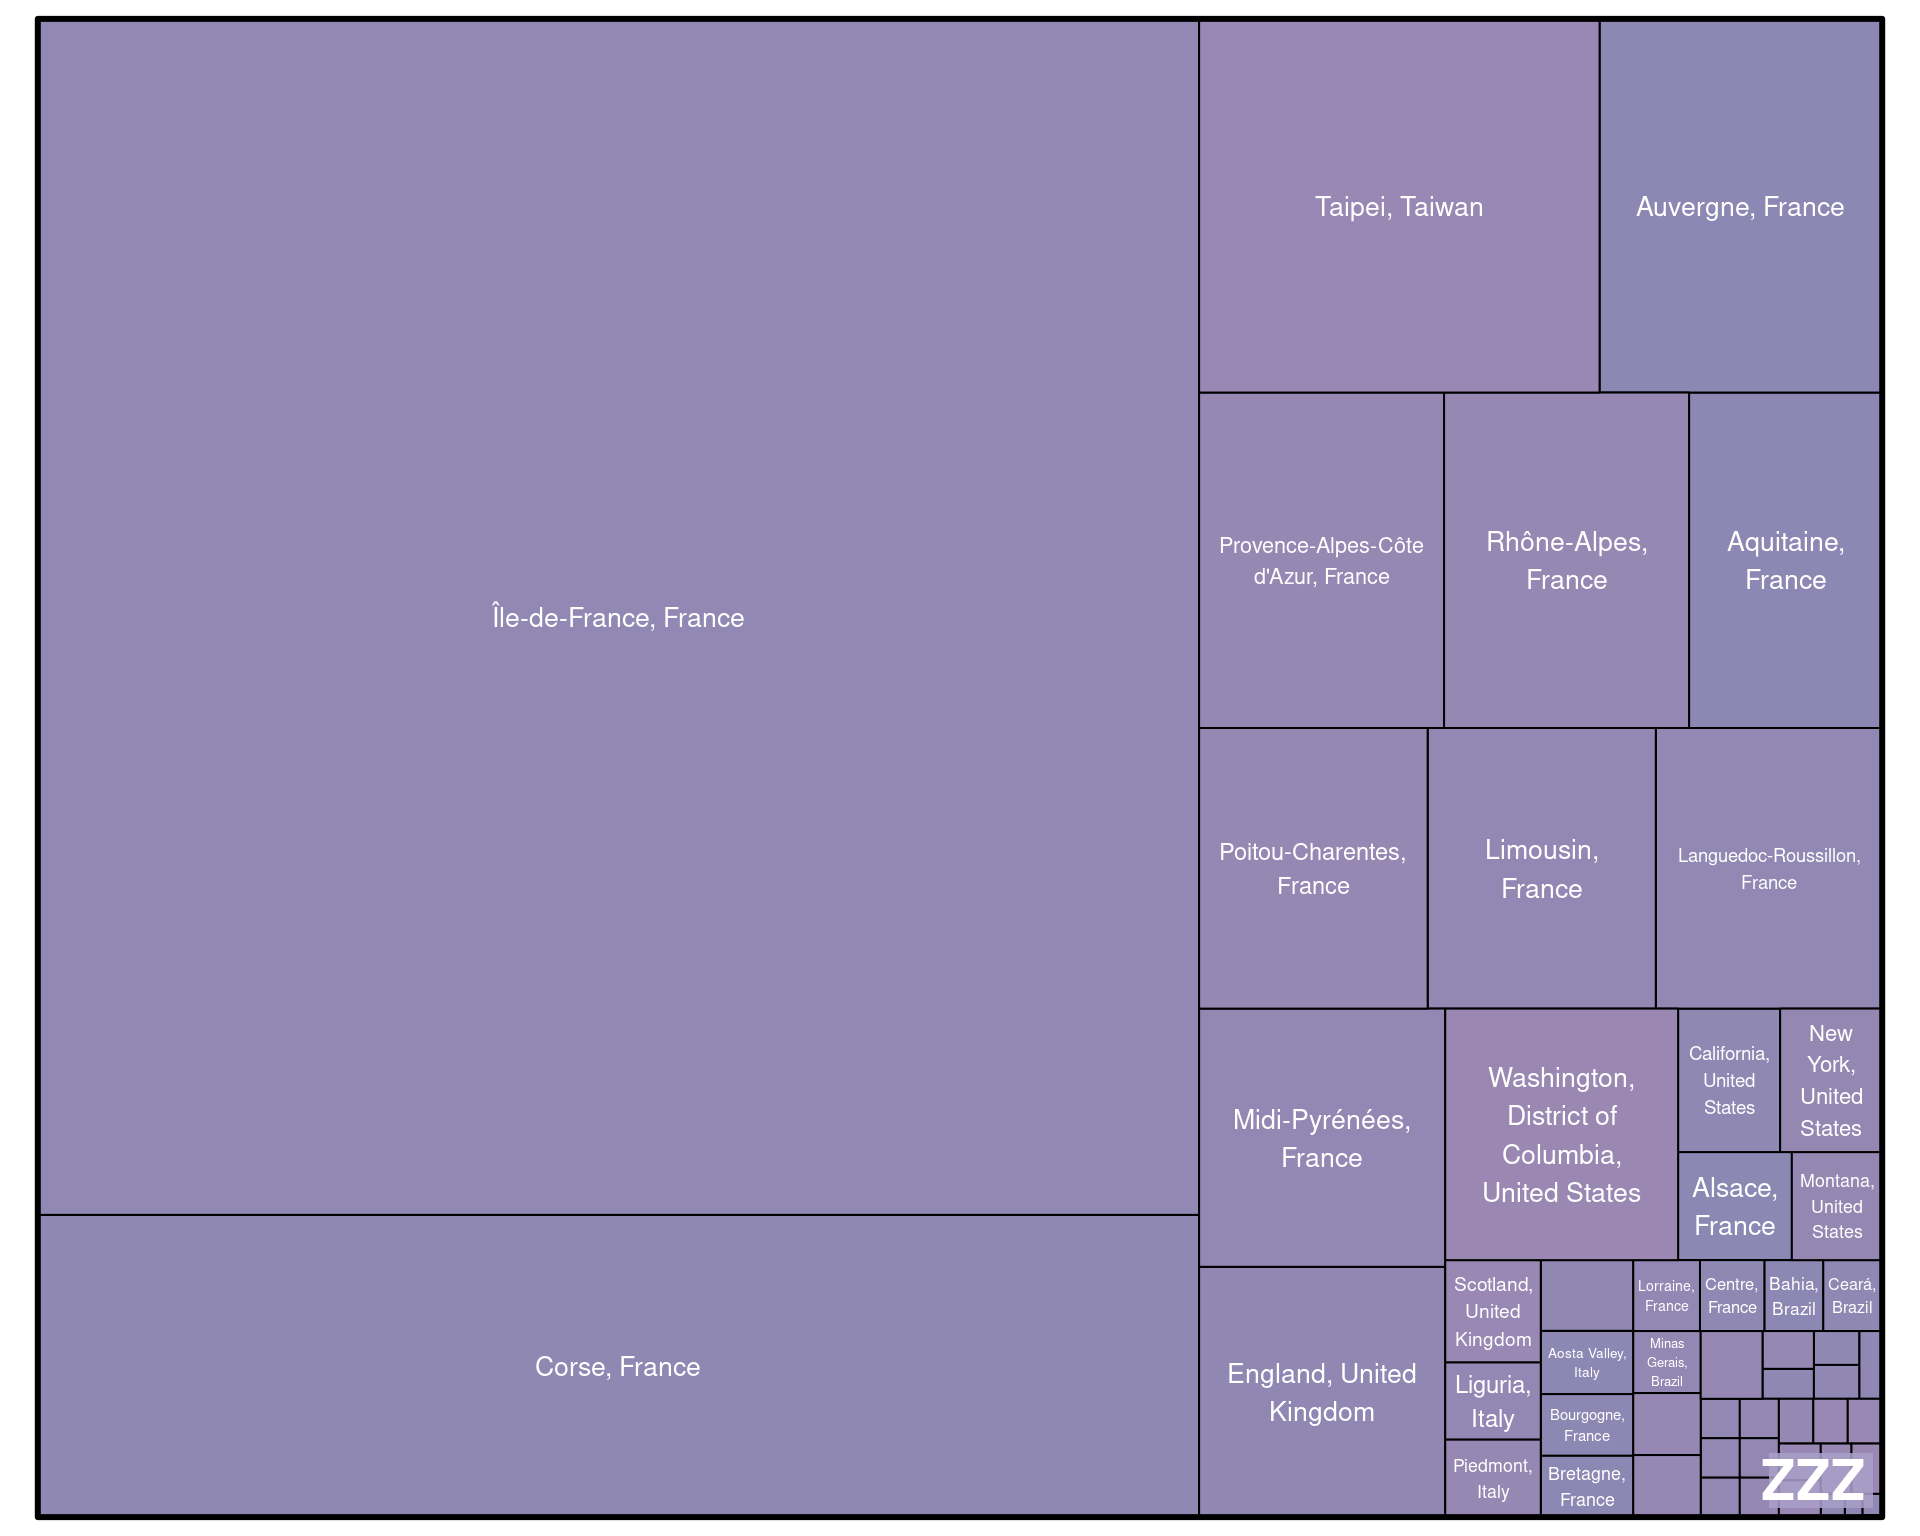 Île-de-France, France
Corse, France
Taipei, Taiwan
Auvergne, France
Provence-Alpes-Côte
d'Azur, France
Rhône-Alpes,
France
Aquitaine,
France
Poitou-Charentes,
France
Limousin,
France
Languedoc-Roussillon,
France
Midi-Pyrénées,
France
England, United
Kingdom
Washington,
District of
Columbia,
United States
California,
United
States
New
York,
United
States
Alsace,
France
Montana,
United
States
Scotland,
United
Kingdom
Liguria,
Italy
Piedmont,
Italy
Aosta Valley,
Italy
Bourgogne,
France
Bretagne,
France
Lorraine,
France
Centre,
France
Bahia,
Brazil
Ceará,
Brazil
Minas
Gerais,
Brazil
ZZZ